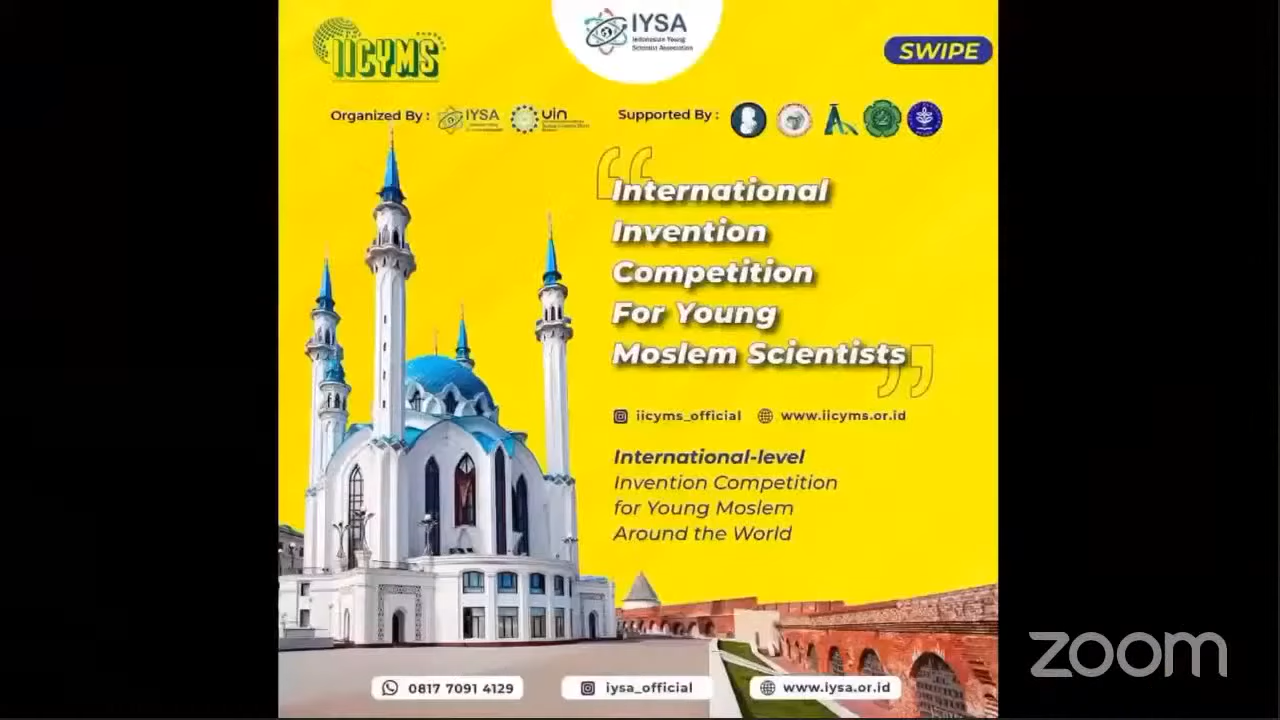 IICYMS
IYSA
Indonesian Young
Scientist Association
SWIPE
Organized By :
IYSA
uin
Supported By :
“International
Invention
Competition
For Young
Moslem Scientists”
iicyms_official
www.iicyms.or.id
International-level
Invention Competition
for Young Moslem
Around the World
0817 7091 4129
iysa_official
www.iysa.or.id
zoom